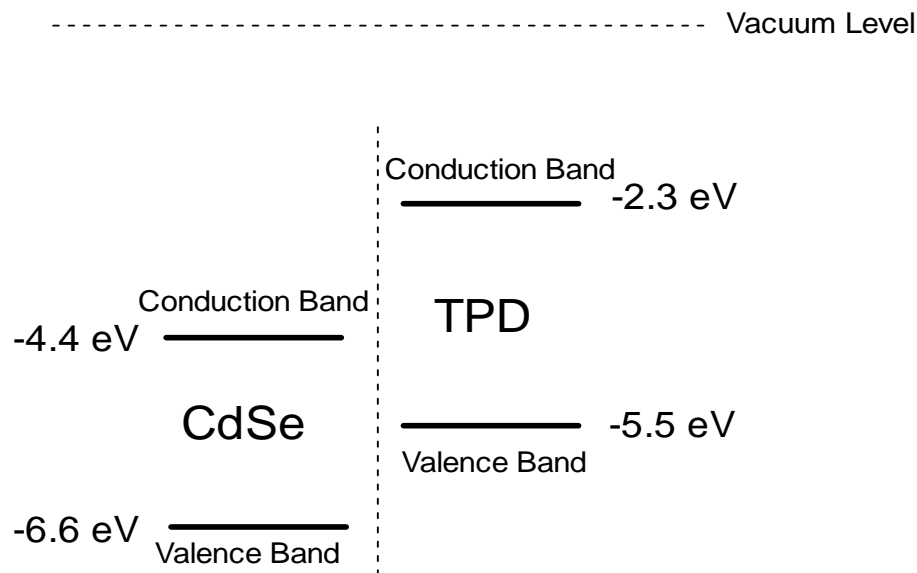 Vacuum Level
Conduction Band
-2.3 eV
Conduction Band
TPD
-4.4 eV
CdSe
-5.5 eV
Valence Band
-6.6 eV
Valence Band